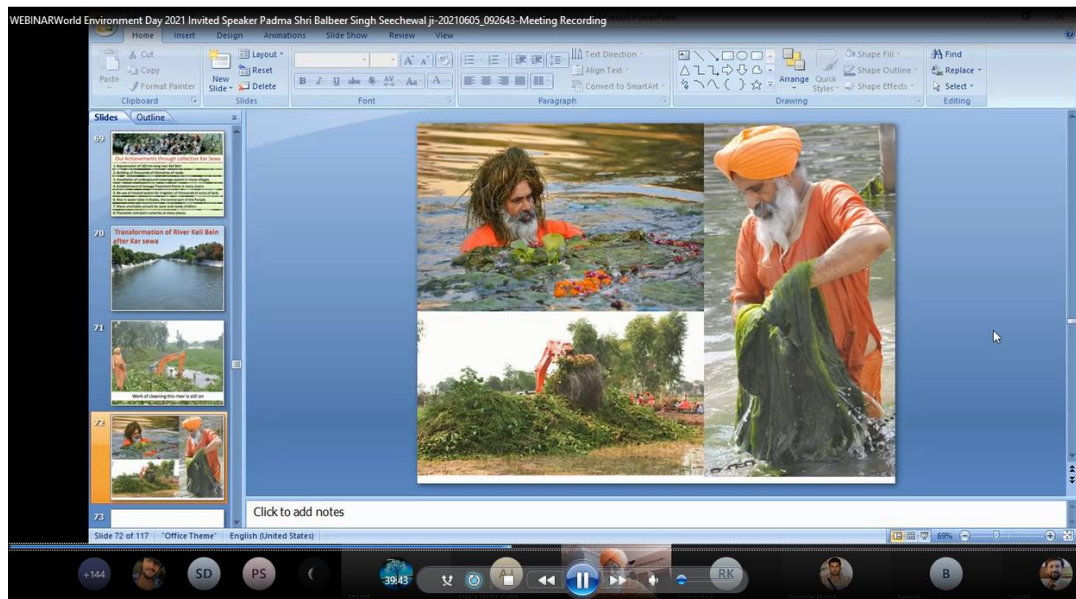 WEBINARWorld Environment Day 2021 Invited Speaker Padma Shri Balbeer Singh Seechewal ji-20210605_092643-Meeting Recording
Home Insert Design Animations Slide Show Review View
Paste
Cut
Copy
Format Painter
Clipboard
New Slide
Layout
Reset
Delete
Slides
B I U abc S AV Aa A
Font
Text Direction
Align Text
Convert to SmartArt
Paragraph
Arrange
Quick Styles
Shape Fill
Shape Outline
Shape Effects
Drawing
Find
Replace
Select
Editing
Slides Outline
69
Our Achievements through collective Kar Sewa
70
Transformation of River Kali Bein
after Kar sewa
71
Work of cleaning this river is still on
72
73
Click to add notes
Slide 72 of 117 "Office Theme" English (United States)
69%
+144
SD
PS
39:43
RK
B